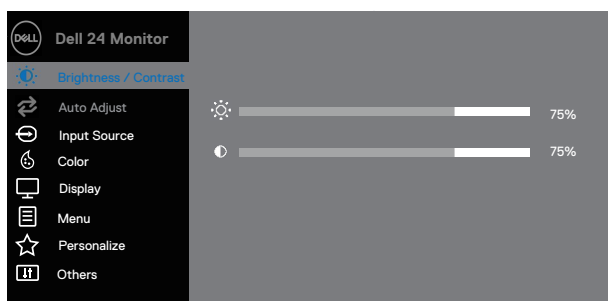 DELL
Dell 24 Monitor
Brightness / Contrast
Auto Adjust
75%
Input Source
75%
Color
Display
Menu
Personalize
Others